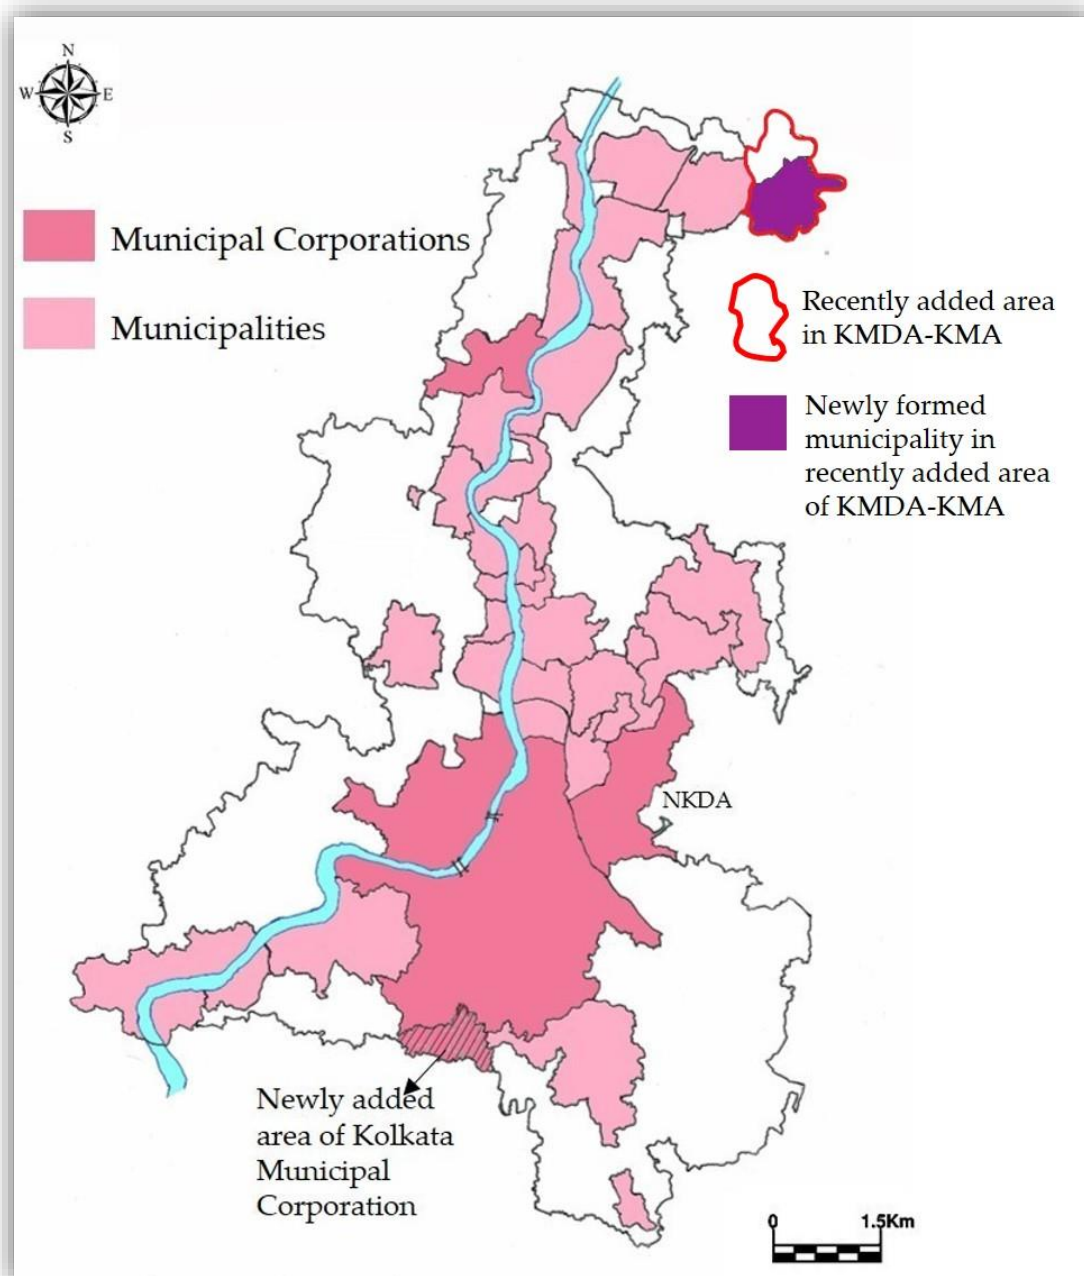 N
W E
S
Municipal Corporations
Municipalities
Recently added area
in KMDA-KMA
Newly formed
municipality in
recently added area
of KMDA-KMA
NKDA
Newly added
area of Kolkata
Municipal
Corporation
0 1.5Km